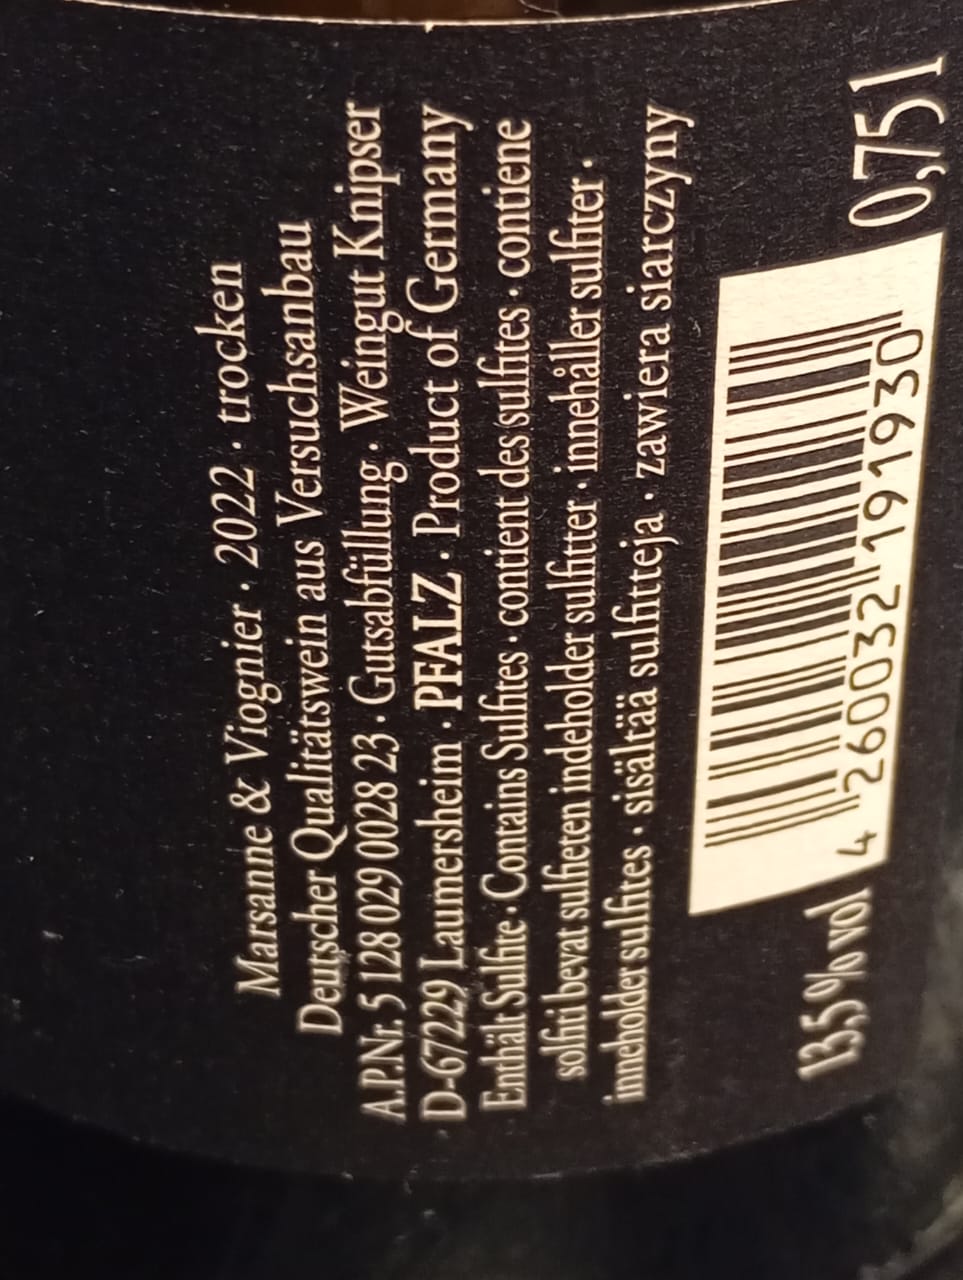 Marsanne & Viognier · 2022 · trocken
Deutscher Qualitätswein aus Versuchsanbau
A.P.Nr. 5 128 029 0028 23 · Gutsabfüllung · Weingut Knipser
D-67229 Laumersheim · PFALZ · Product of Germany
Enthält Sulfite · Contains Sulfites · contient des sulfites · contiene
solfiti bevat sulfieten indeholder sulfitter · innehåller sulfiter ·
inneholder sulfites · sisältää sulfitteja · zawiera siarczyny
13,5 % vol 4 260032 191930 0,75 l